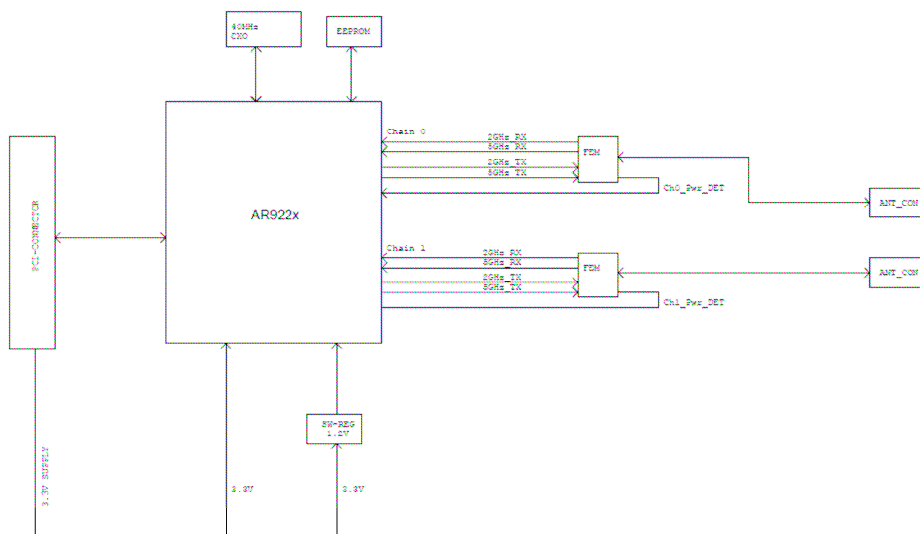 40MHz
CXO
EEPROM
Chain 0
2GHz_RX
5GHz_RX
2GHz_TX
5GHz_TX
FEM
Ch0_Pwr_DET
ANT_CON
AR922x
PCI-CONNECTOR
Chain 1
2GHz_RX
5GHz_RX
2GHz_TX
5GHz_TX
FEM
Ch1_Pwr_DET
ANT_CON
SW-REG
1.2V
3.3V SUPPLY
3.3V
3.3V